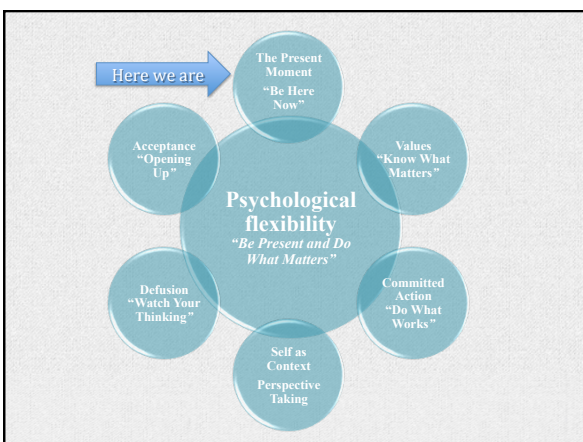 Here we are
The Present
Moment
“Be Here
Now”
Acceptance
“Opening
Up”
Values
“Know What
Matters”
Psychological
flexibility
“Be Present and Do
What Matters”
Defusion
“Watch Your
Thinking”
Committed
Action
“Do What
Works”
Self as
Context
Perspective
Taking